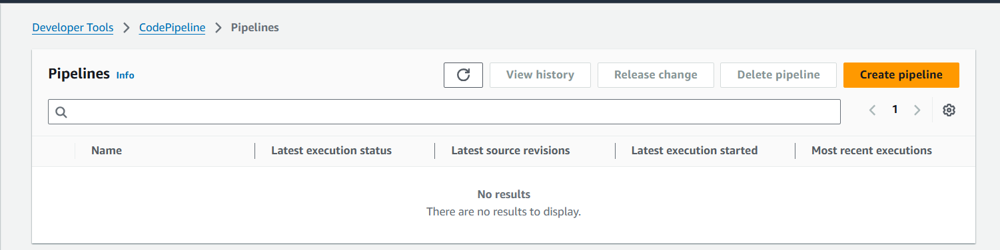 Developer Tools > CodePipeline > Pipelines
Pipelines Info
View history Release change Delete pipeline Create pipeline
1
Name Latest execution status Latest source revisions Latest execution started Most recent executions
No results
There are no results to display.